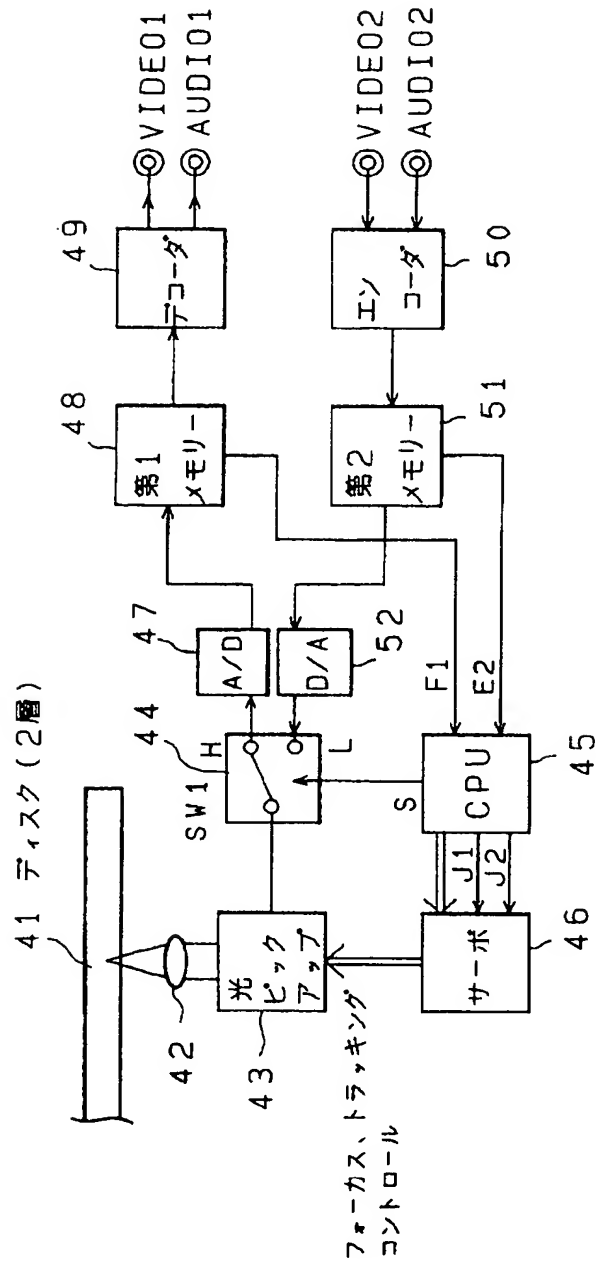 41 ディスク(2層)
42
43
光
ピック
アップ
フォーカス、トラッキング
コントロール
SW1
44
H
L
47
A/D
D/A
52
48
第1
メモリー
49
デコーダ
VIDEO1
AUDIO1
VIDEO2
AUDIO2
エン
コーダ
50
第2
メモリー
51
F1
E2
S
CPU
45
J1
J2
サーボ
46